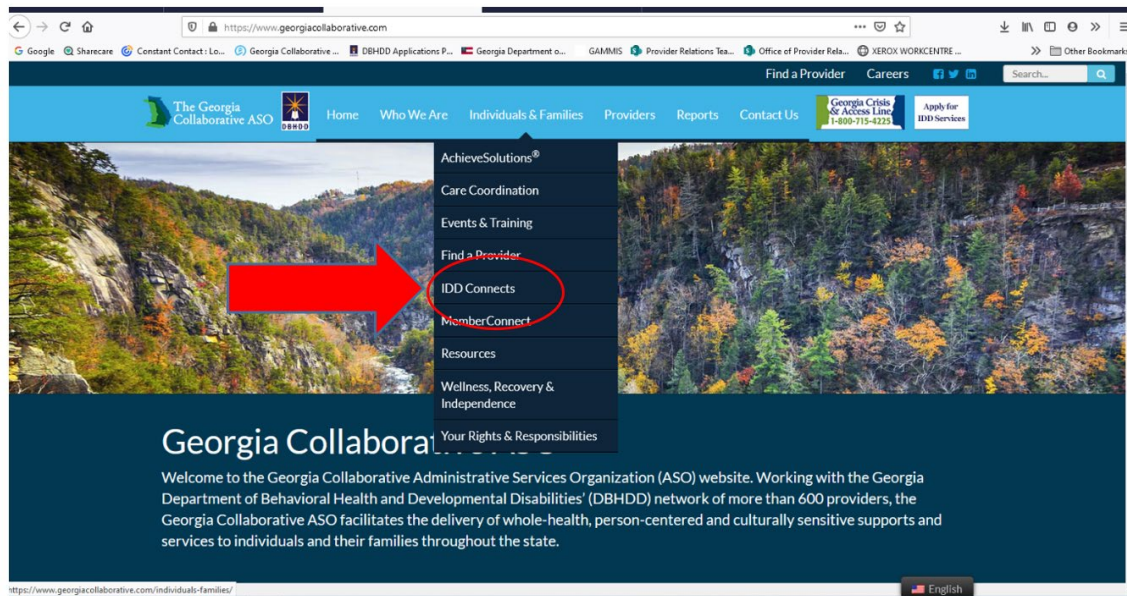 https://www.georgiacollaborative.com
Google Sharecare Constant Contact : Lo... Georgia Collaborative ... DBHDD Applications P... Georgia Department o... GAMMIS Provider Relations Tea... Office of Provider Rela... XEROX WORKCENTRE ... Other Bookmarks
Find a Provider Careers Search...
The Georgia
Collaborative ASO
DBHDD
Home Who We Are Individuals & Families Providers Reports Contact Us
Georgia Crisis
& Access Line
1-800-715-4225
Apply for
IDD Services
AchieveSolutions®
Care Coordination
Events & Training
Find a Provider
IDD Connects
MemberConnect
Resources
Wellness, Recovery &
Independence
Your Rights & Responsibilities
Georgia Collaborative ASO
Welcome to the Georgia Collaborative Administrative Services Organization (ASO) website. Working with the Georgia
Department of Behavioral Health and Developmental Disabilities' (DBHDD) network of more than 600 providers, the
Georgia Collaborative ASO facilitates the delivery of whole-health, person-centered and culturally sensitive supports and
services to individuals and their families throughout the state.
https://www.georgiacollaborative.com/individuals-families/
English